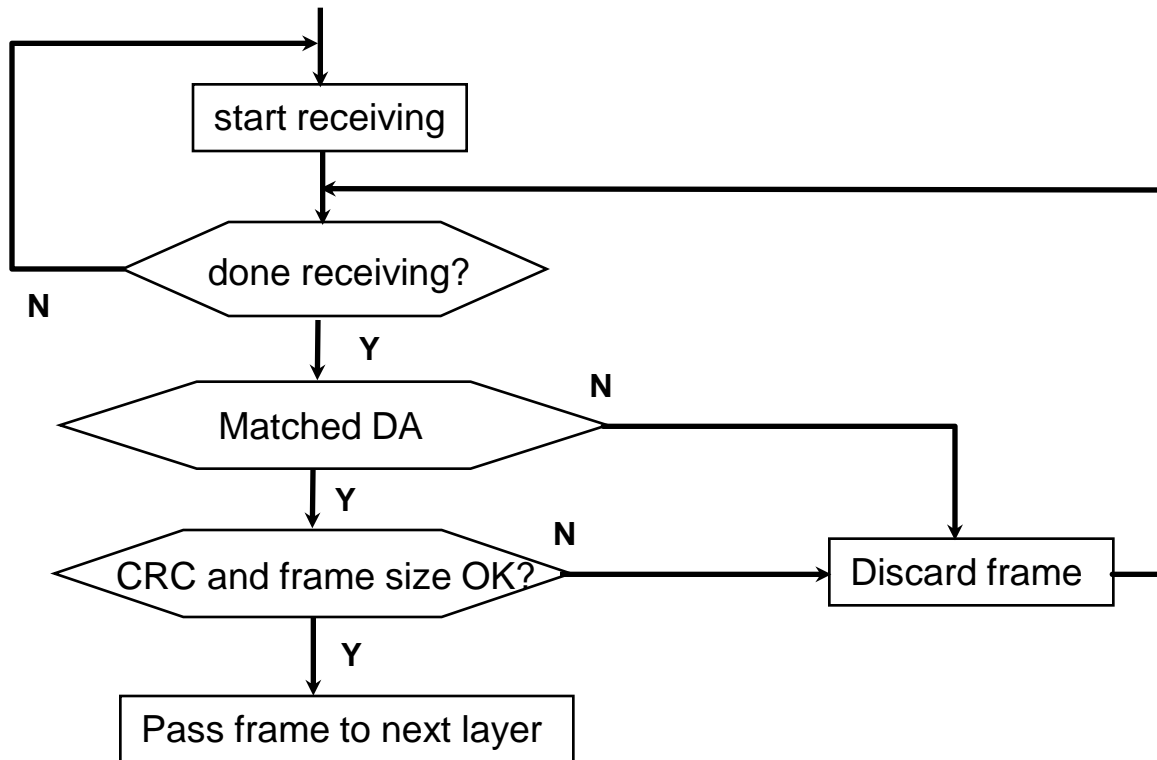 start receiving
done receiving?
N
Y
N
Matched DA
Y
N
CRC and frame size OK?
Discard frame
Y
Pass frame to next layer